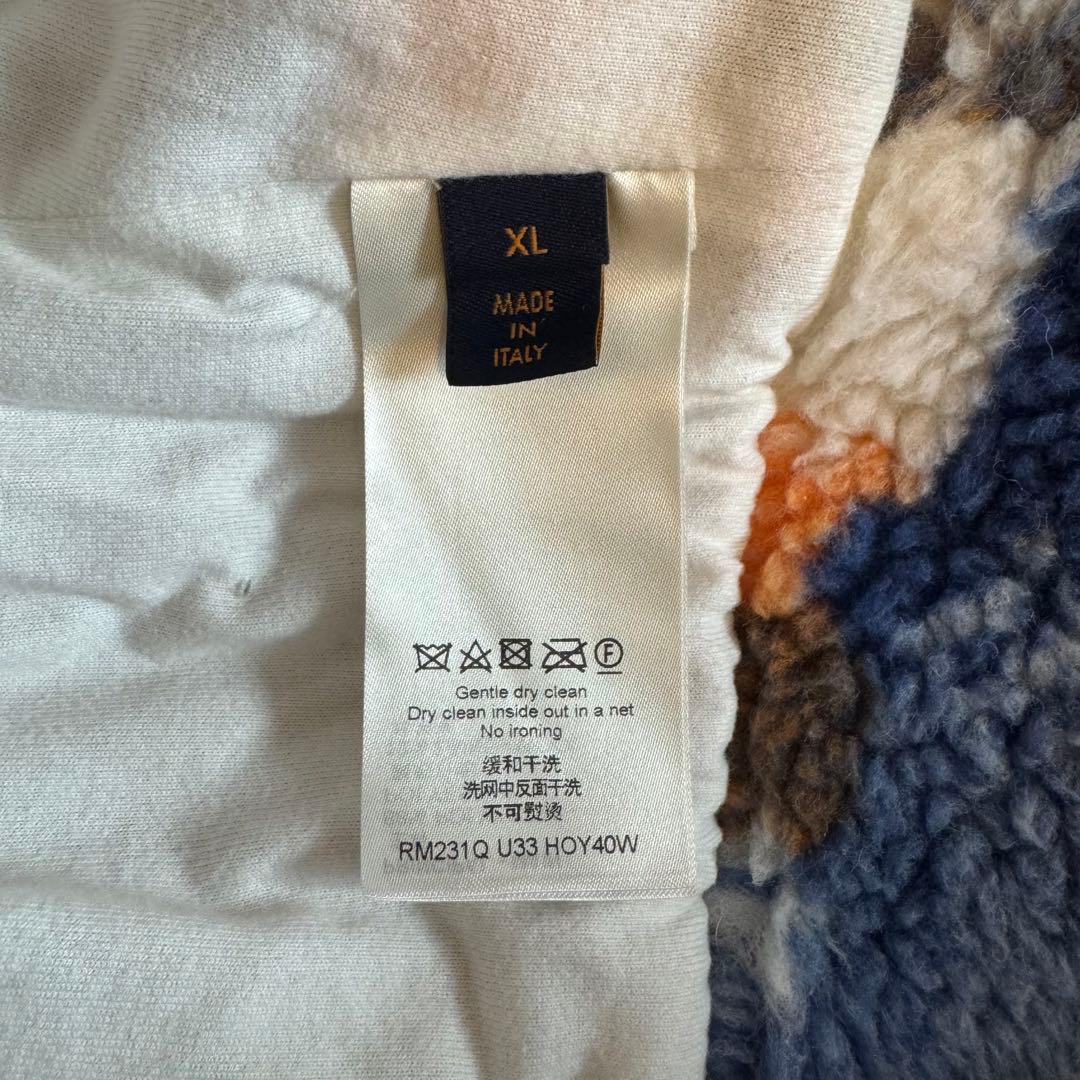 XL
MADE
IN
ITALY
F
Gentle dry clean
Dry clean inside out in a net
No ironing
缓和干洗
洗网中反面干洗
不可熨烫
RM231Q U33 HOY40W